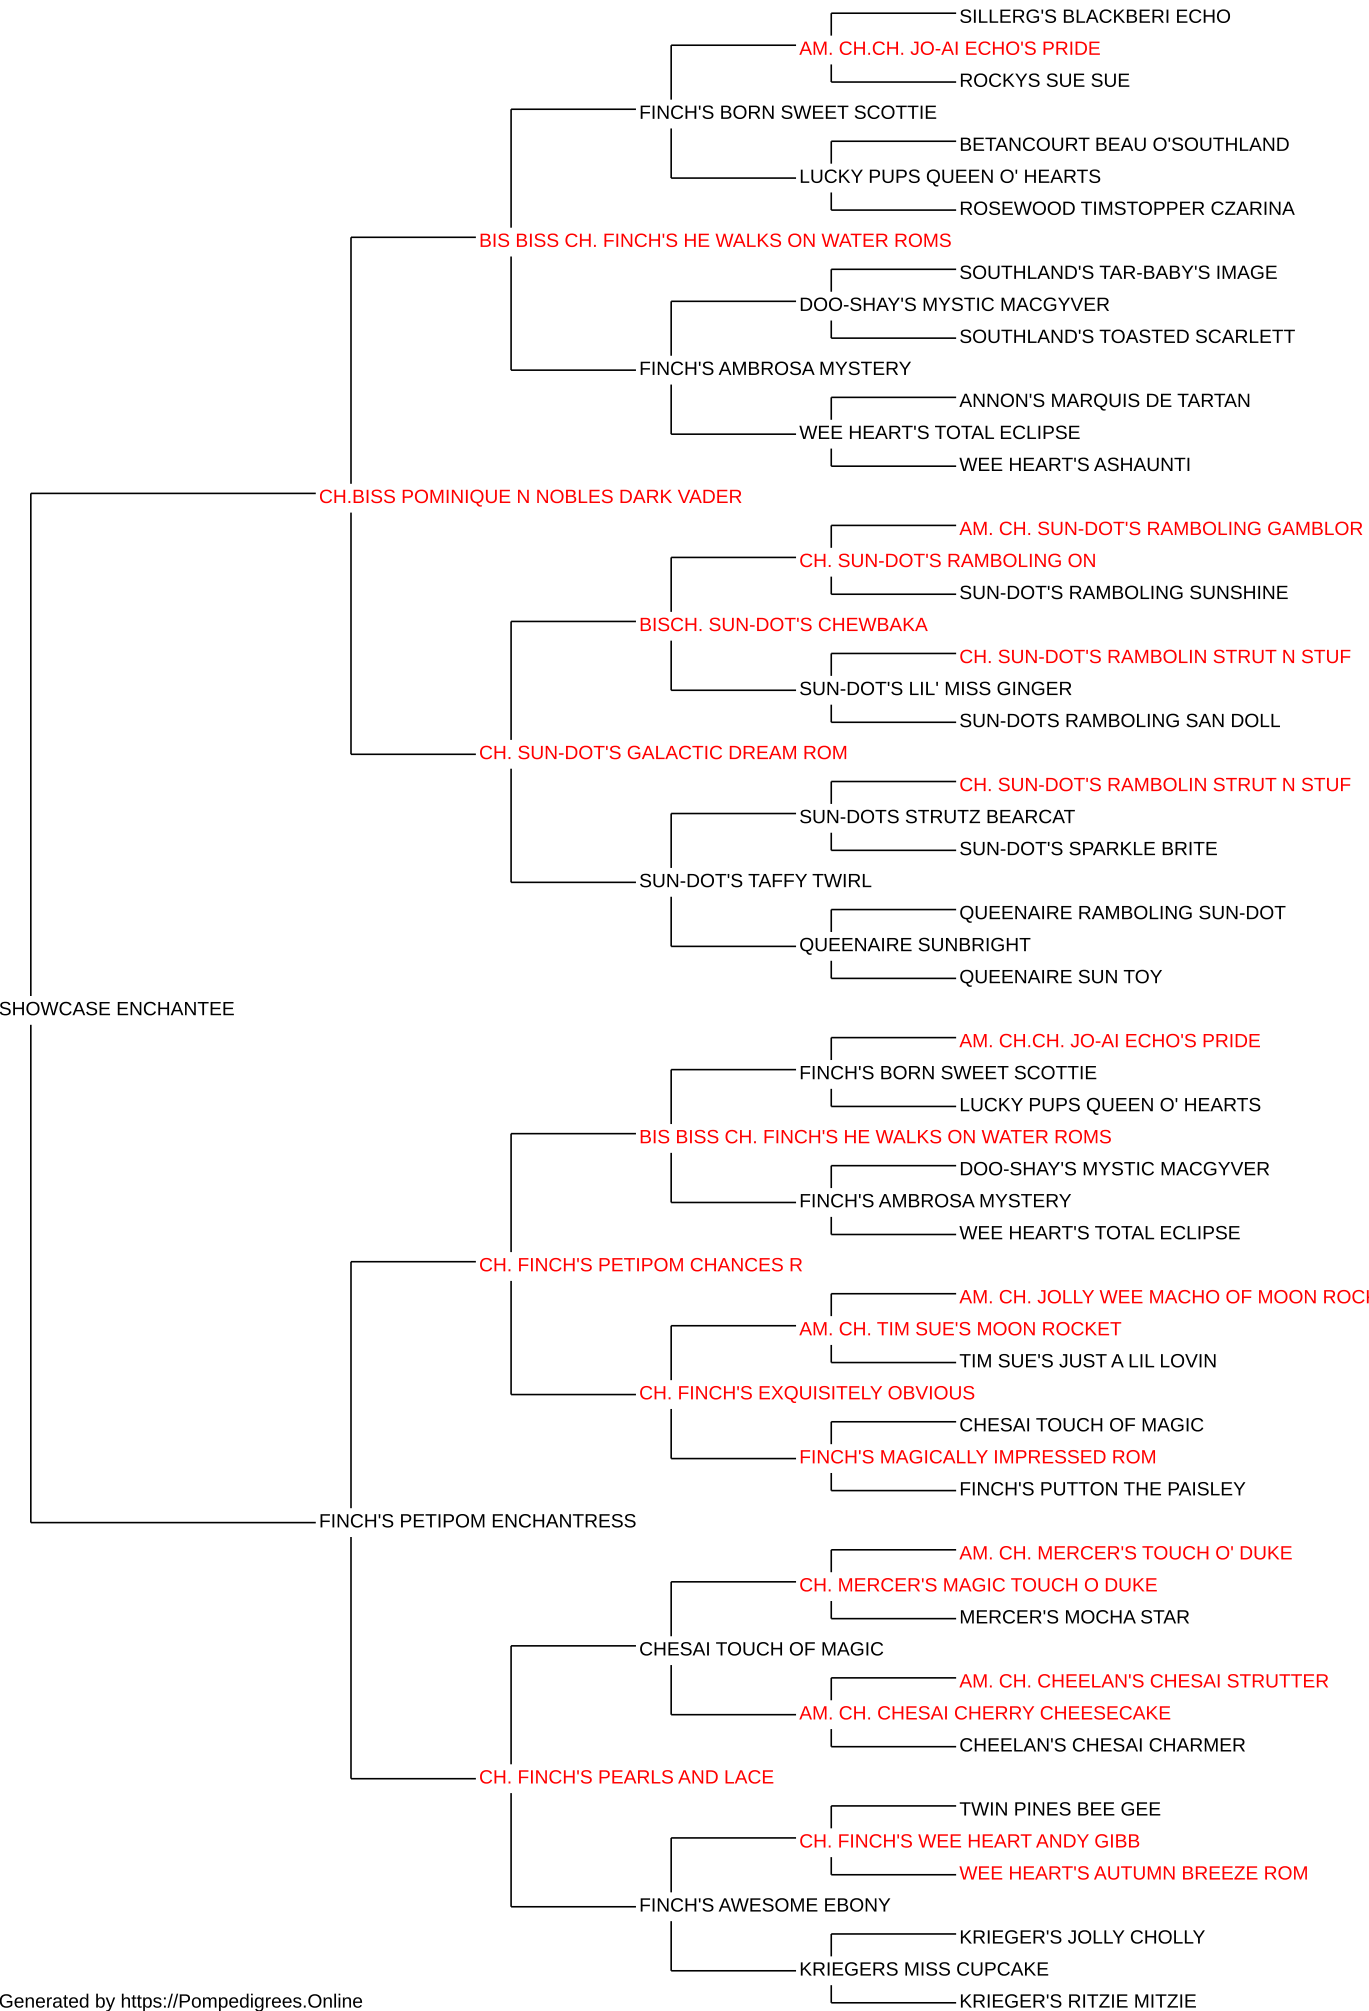 SILLERG'S BLACKBERI ECHO
AM. CH.CH. JO-AI ECHO'S PRIDE
ROCKYS SUE SUE
FINCH'S BORN SWEET SCOTTIE
BETANCOURT BEAU O'SOUTHLAND
LUCKY PUPS QUEEN O' HEARTS
ROSEWOOD TIMSTOPPER CZARINA
BIS BISS CH. FINCH'S HE WALKS ON WATER ROMS
SOUTHLAND'S TAR-BABY'S IMAGE
DOO-SHAY'S MYSTIC MACGYVER
SOUTHLAND'S TOASTED SCARLETT
FINCH'S AMBROSA MYSTERY
ANNON'S MARQUIS DE TARTAN
WEE HEART'S TOTAL ECLIPSE
WEE HEART'S ASHAUNTI
CH.BISS POMINIQUE N NOBLES DARK VADER
AM. CH. SUN-DOT'S RAMBOLING GAMBLOR
CH. SUN-DOT'S RAMBOLING ON
SUN-DOT'S RAMBOLING SUNSHINE
BISCH. SUN-DOT'S CHEWBAKA
CH. SUN-DOT'S RAMBOLIN STRUT N STUF
SUN-DOT'S LIL' MISS GINGER
SUN-DOTS RAMBOLING SAN DOLL
CH. SUN-DOT'S GALACTIC DREAM ROM
CH. SUN-DOT'S RAMBOLIN STRUT N STUF
SUN-DOTS STRUTZ BEARCAT
SUN-DOT'S SPARKLE BRITE
SUN-DOT'S TAFFY TWIRL
QUEENAIRE RAMBOLING SUN-DOT
QUEENAIRE SUNBRIGHT
QUEENAIRE SUN TOY
SHOWCASE ENCHANTEE
AM. CH.CH. JO-AI ECHO'S PRIDE
FINCH'S BORN SWEET SCOTTIE
LUCKY PUPS QUEEN O' HEARTS
BIS BISS CH. FINCH'S HE WALKS ON WATER ROMS
DOO-SHAY'S MYSTIC MACGYVER
FINCH'S AMBROSA MYSTERY
WEE HEART'S TOTAL ECLIPSE
CH. FINCH'S PETIPOM CHANCES R
AM. CH. JOLLY WEE MACHO OF MOON
AM. CH. TIM SUE'S MOON ROCKET
TIM SUE'S JUST A LIL LOVIN
CH. FINCH'S EXQUISITELY OBVIOUS
CHESAI TOUCH OF MAGIC
FINCH'S MAGICALLY IMPRESSED ROM
FINCH'S PUTTON THE PAISLEY
FINCH'S PETIPOM ENCHANTRESS
AM. CH. MERCER'S TOUCH O' DUKE
CH. MERCER'S MAGIC TOUCH O DUKE
MERCER'S MOCHA STAR
CHESAI TOUCH OF MAGIC
AM. CH. CHEELAN'S CHESAI STRUTTER
AM. CH. CHESAI CHERRY CHEESECAKE
CHEELAN'S CHESAI CHARMER
CH. FINCH'S PEARLS AND LACE
TWIN PINES BEE GEE
CH. FINCH'S WEE HEART ANDY GIBB
WEE HEART'S AUTUMN BREEZE ROM
FINCH'S AWESOME EBONY
KRIEGER'S JOLLY CHOLLY
KRIEGERS MISS CUPCAKE
KRIEGER'S RITZIE MITZIE
Generated by https://Pompedigrees.Online